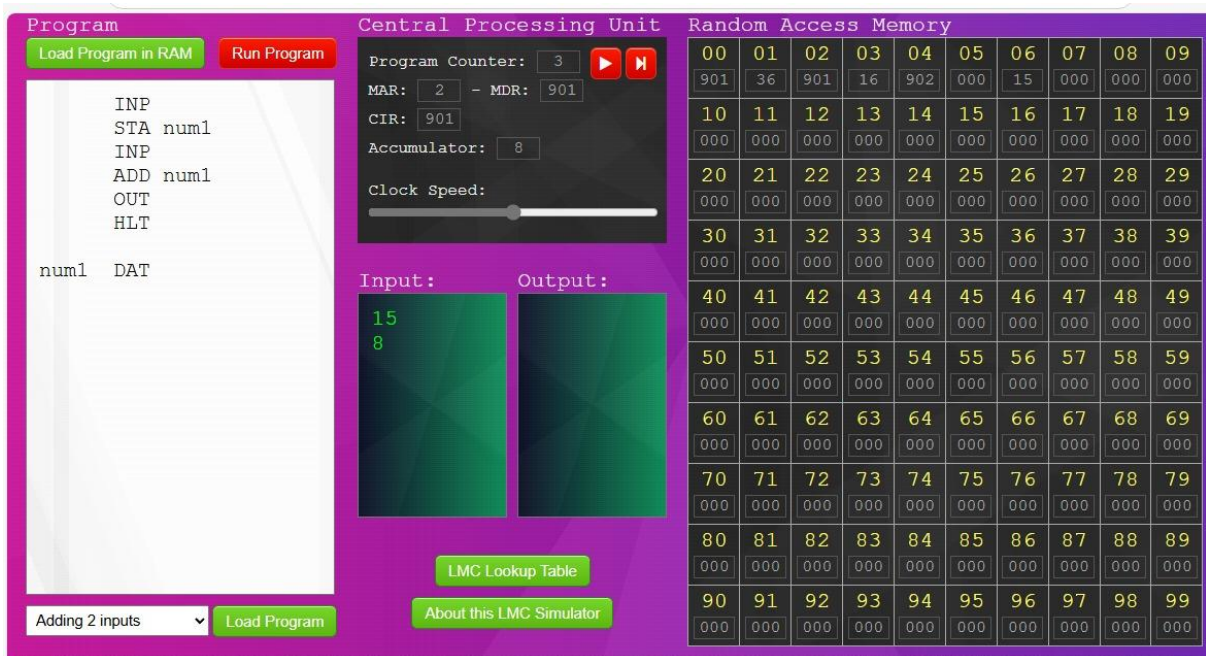 Program
Load Program in RAM
Run Program
INP
STA num1
INP
ADD num1
OUT
HLT
num1 DAT
Adding 2 inputs
Load Program
Central Processing Unit
Program Counter: 3
MAR: 2 - MDR: 901
CIR: 901
Accumulator: 8
Clock Speed:
Input:
15
8
Output:
LMC Lookup Table
About this LMC Simulator
Random Access Memory
00 01 02 03 04 05 06 07 08 09
901 36 901 16 902 000 15 000 000 000
10 11 12 13 14 15 16 17 18 19
000 000 000 000 000 000 000 000 000 000
20 21 22 23 24 25 26 27 28 29
000 000 000 000 000 000 000 000 000 000
30 31 32 33 34 35 36 37 38 39
000 000 000 000 000 000 000 000 000 000
40 41 42 43 44 45 46 47 48 49
000 000 000 000 000 000 000 000 000 000
50 51 52 53 54 55 56 57 58 59
000 000 000 000 000 000 000 000 000 000
60 61 62 63 64 65 66 67 68 69
000 000 000 000 000 000 000 000 000 000
70 71 72 73 74 75 76 77 78 79
000 000 000 000 000 000 000 000 000 000
80 81 82 83 84 85 86 87 88 89
000 000 000 000 000 000 000 000 000 000
90 91 92 93 94 95 96 97 98 99
000 000 000 000 000 000 000 000 000 000